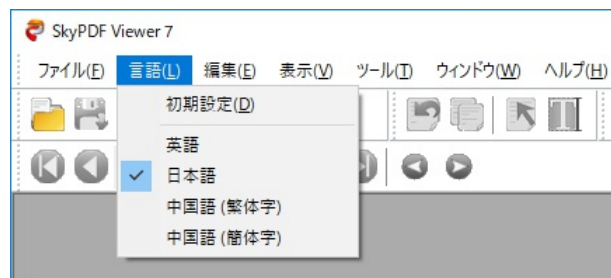 SkyPDF Viewer 7
ファイル(F) 言語(L) 編集(E) 表示(V) ツール(T) ウィンドウ(W) ヘルプ(H)
初期設定(D)
英語
日本語
中国語 (繁体字)
中国語 (簡体字)